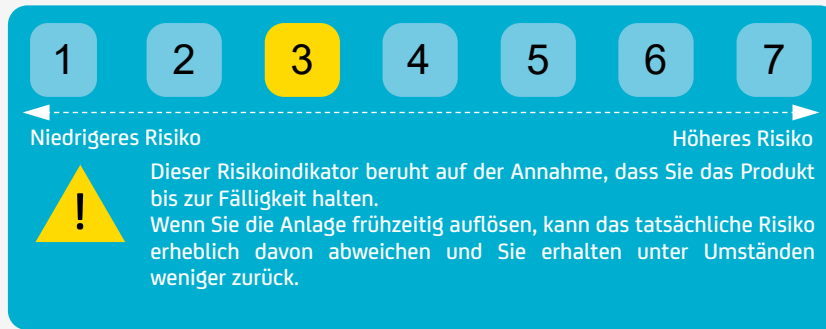 1 2 3 4 5 6 7
Niedrigeres Risiko Höheres Risiko
Dieser Risikoindikator beruht auf der Annahme, dass Sie das Produkt
bis zur Fälligkeit halten.
!
Wenn Sie die Anlage frühzeitig auflösen, kann das tatsächliche Risiko
erheblich davon abweichen und Sie erhalten unter Umständen
weniger zurück.